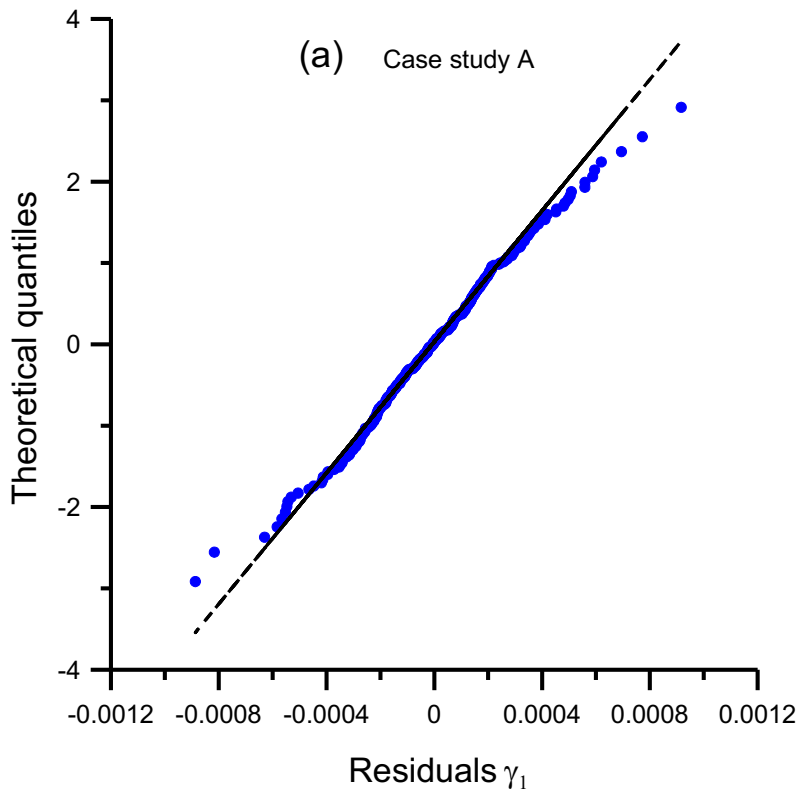 (a) Case study A
4
2
0
-2
-4
Theoretical quantiles
-0.0012 -0.0008 -0.0004 0 0.0004 0.0008 0.0012
Residuals γ₁